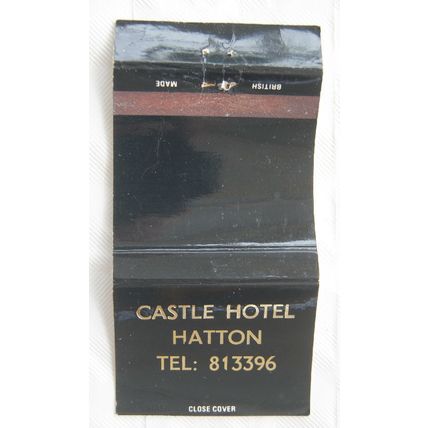 BRITISH MADE
CASTLE HOTEL
HATTON
TEL: 813396
CLOSE COVER